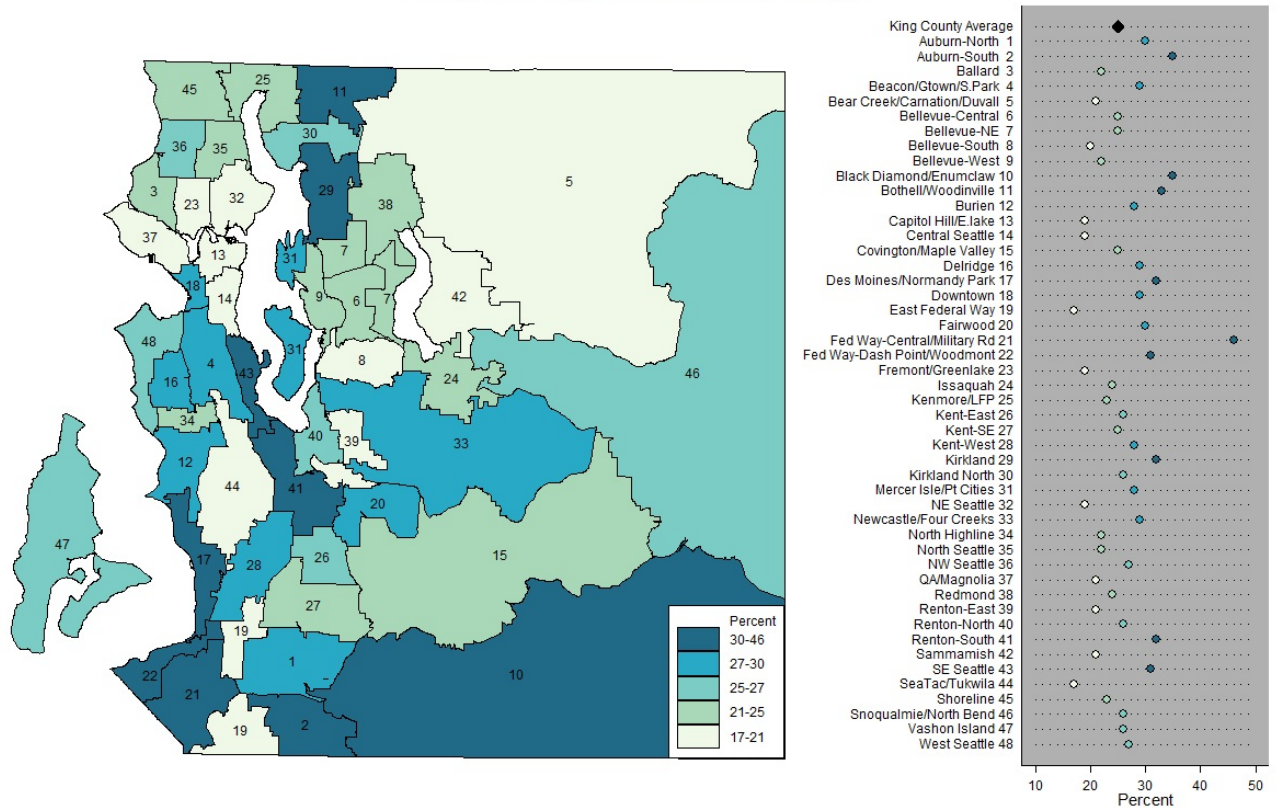 45
25
11
30
36
35
3
23
32
29
5
38
37
13
7
31
18
14
9
6
7
42
48
4
43
31
8
16
24
46
34
40
39
33
12
44
41
20
47
17
28
26
15
27
19
1
22
21
10
19
2
Percent
30-46
27-30
25-27
21-25
17-21
King County Average
Auburn-North 1
Auburn-South 2
Ballard 3
Beacon/Gtown/S.Park 4
Bear Creek/Carnation/Duvall 5
Bellevue-Central 6
Bellevue-NE 7
Bellevue-South 8
Bellevue-West 9
Black Diamond/Enumclaw 10
Bothell/Woodinville 11
Burien 12
Capitol Hill/E.lake 13
Central Seattle 14
Covington/Maple Valley 15
Delridge 16
Des Moines/Normandy Park 17
Downtown 18
East Federal Way 19
Fairwood 20
Fed Way-Central/Military Rd 21
Fed Way-Dash Point/Woodmont 22
Fremont/Greenlake 23
Issaquah 24
Kenmore/LFP 25
Kent-East 26
Kent-SE 27
Kent-West 28
Kirkland 29
Kirkland North 30
Mercer Isle/Pt Cities 31
NE Seattle 32
Newcastle/Four Creeks 33
North Highline 34
North Seattle 35
NW Seattle 36
QA/Magnolia 37
Redmond 38
Renton-East 39
Renton-North 40
Renton-South 41
Sammamish 42
SE Seattle 43
SeaTac/Tukwila 44
Shoreline 45
Snoqualmie/North Bend 46
Vashon Island 47
West Seattle 48
10 20 30 40 50
Percent